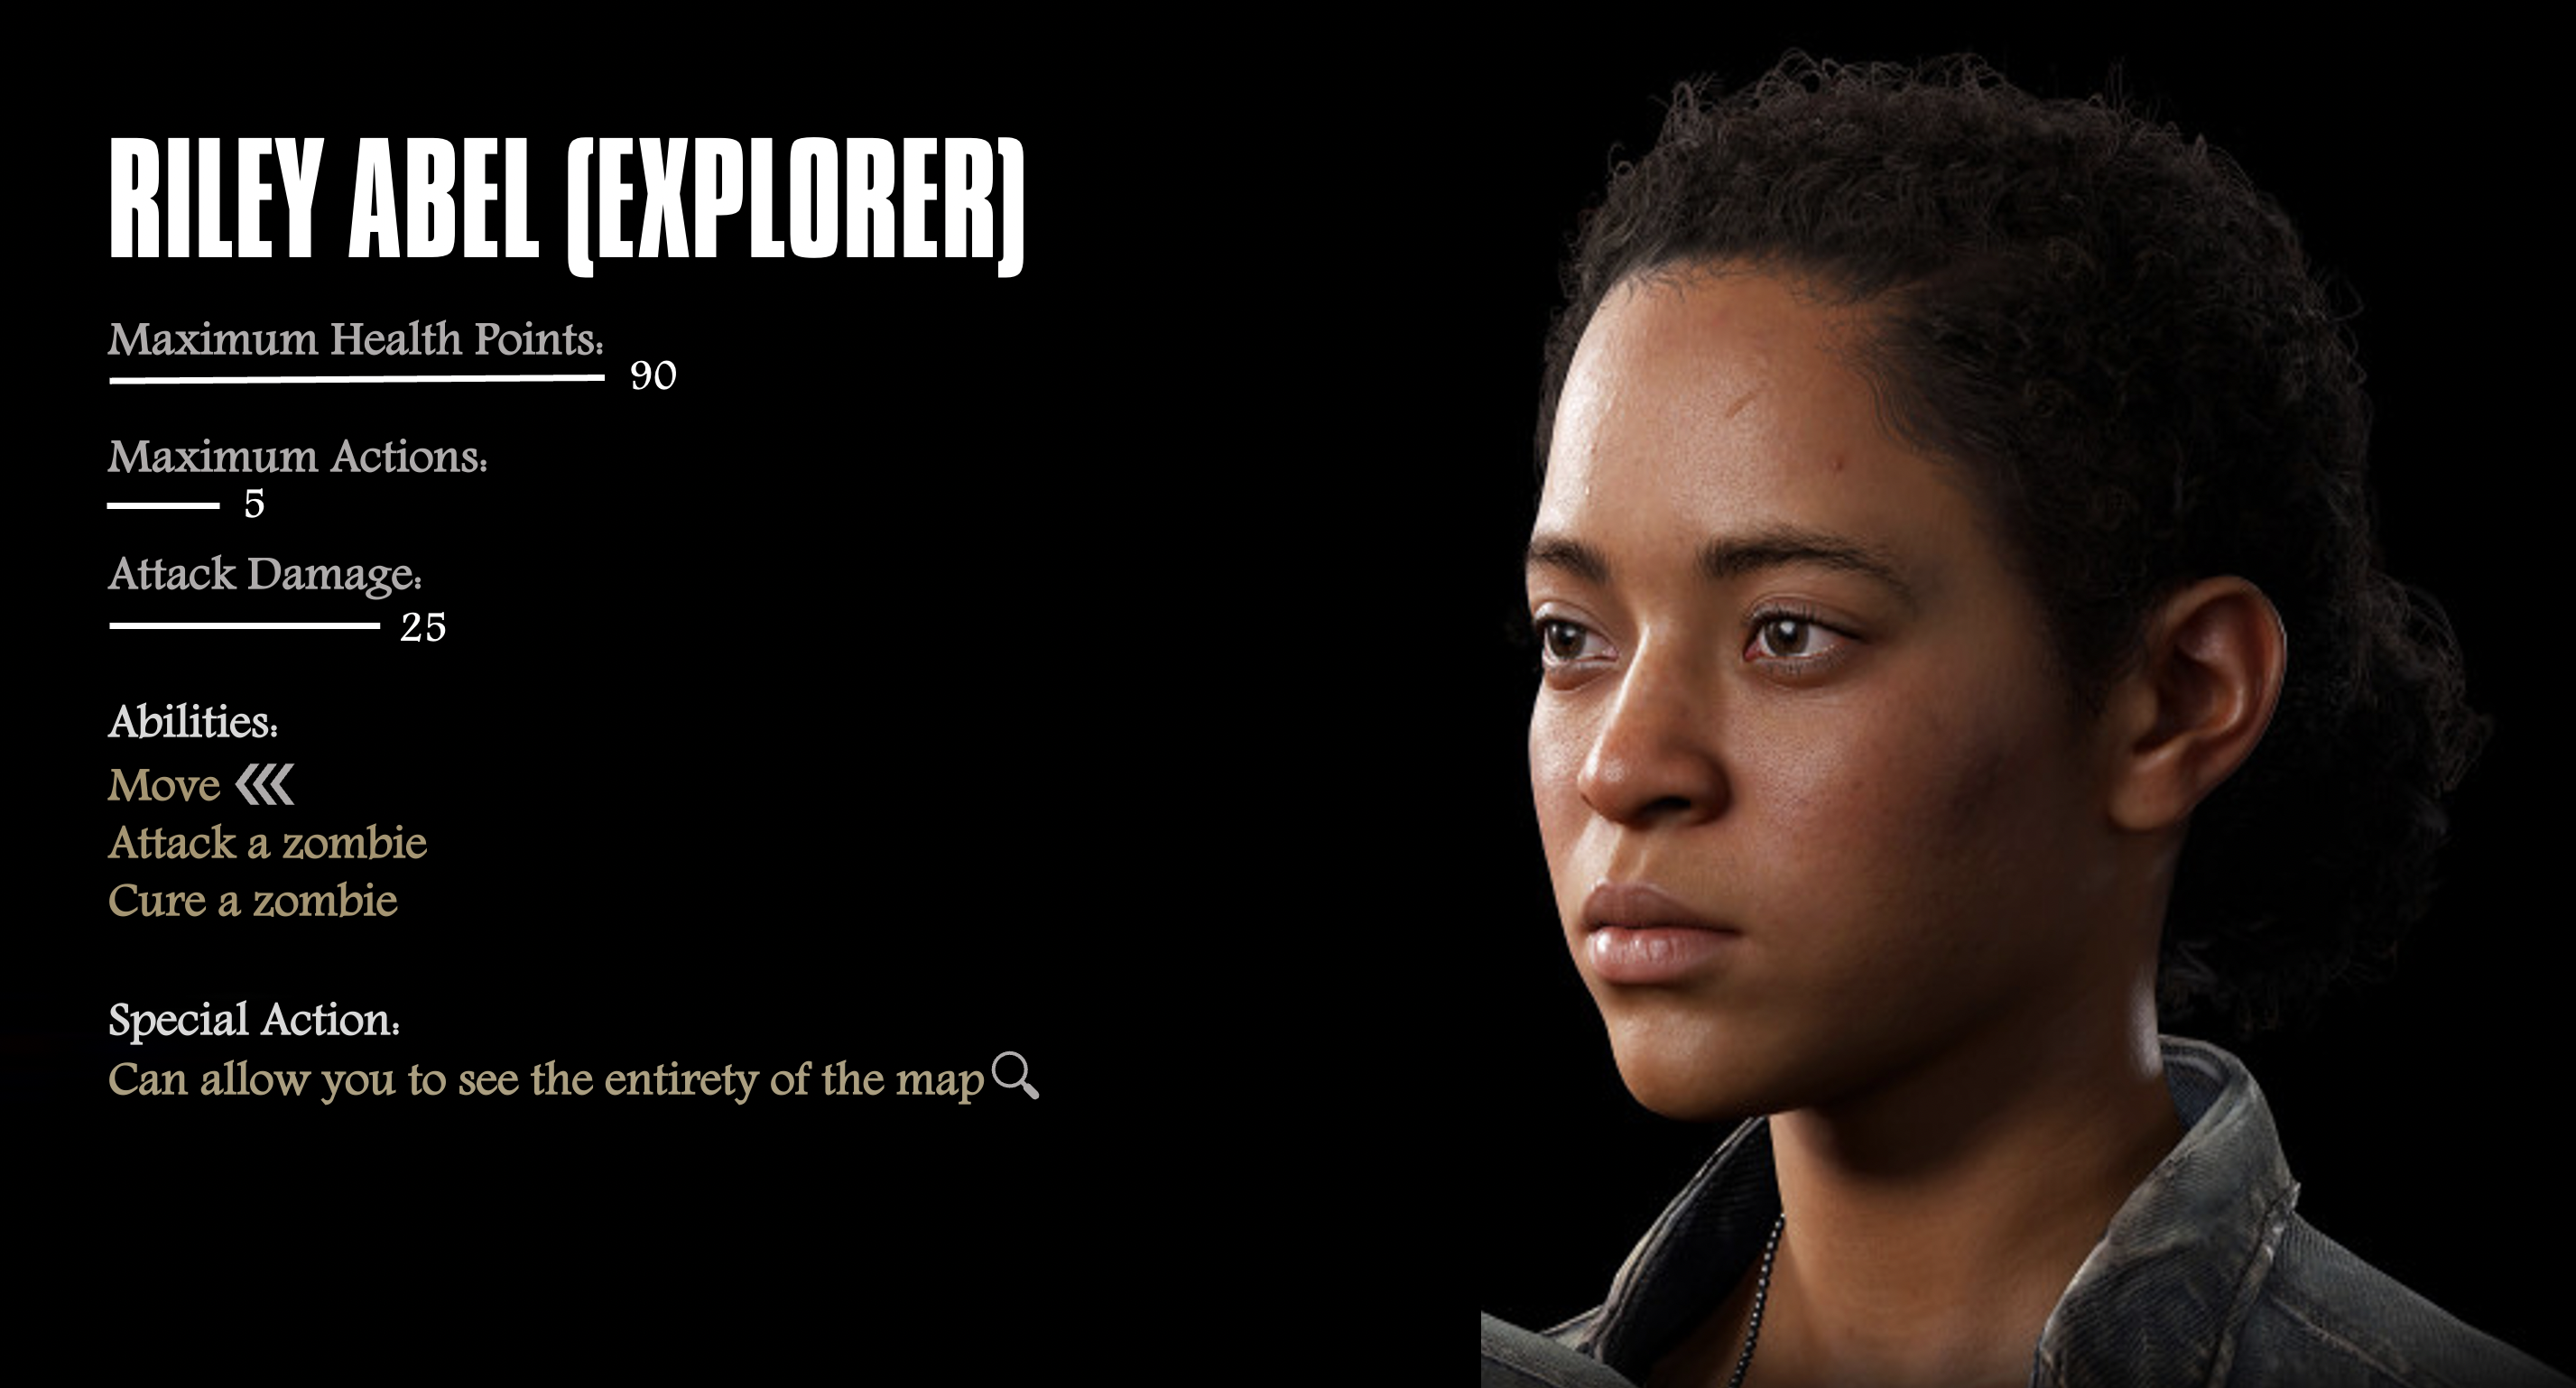 RILEY ABEL (EXPLORER)
Maximum Health Points:
90
Maximum Actions:
5
Attack Damage:
25
Abilities:
Move
Attack a zombie
Cure a zombie
Special Action:
Can allow you to see the entirety of the map